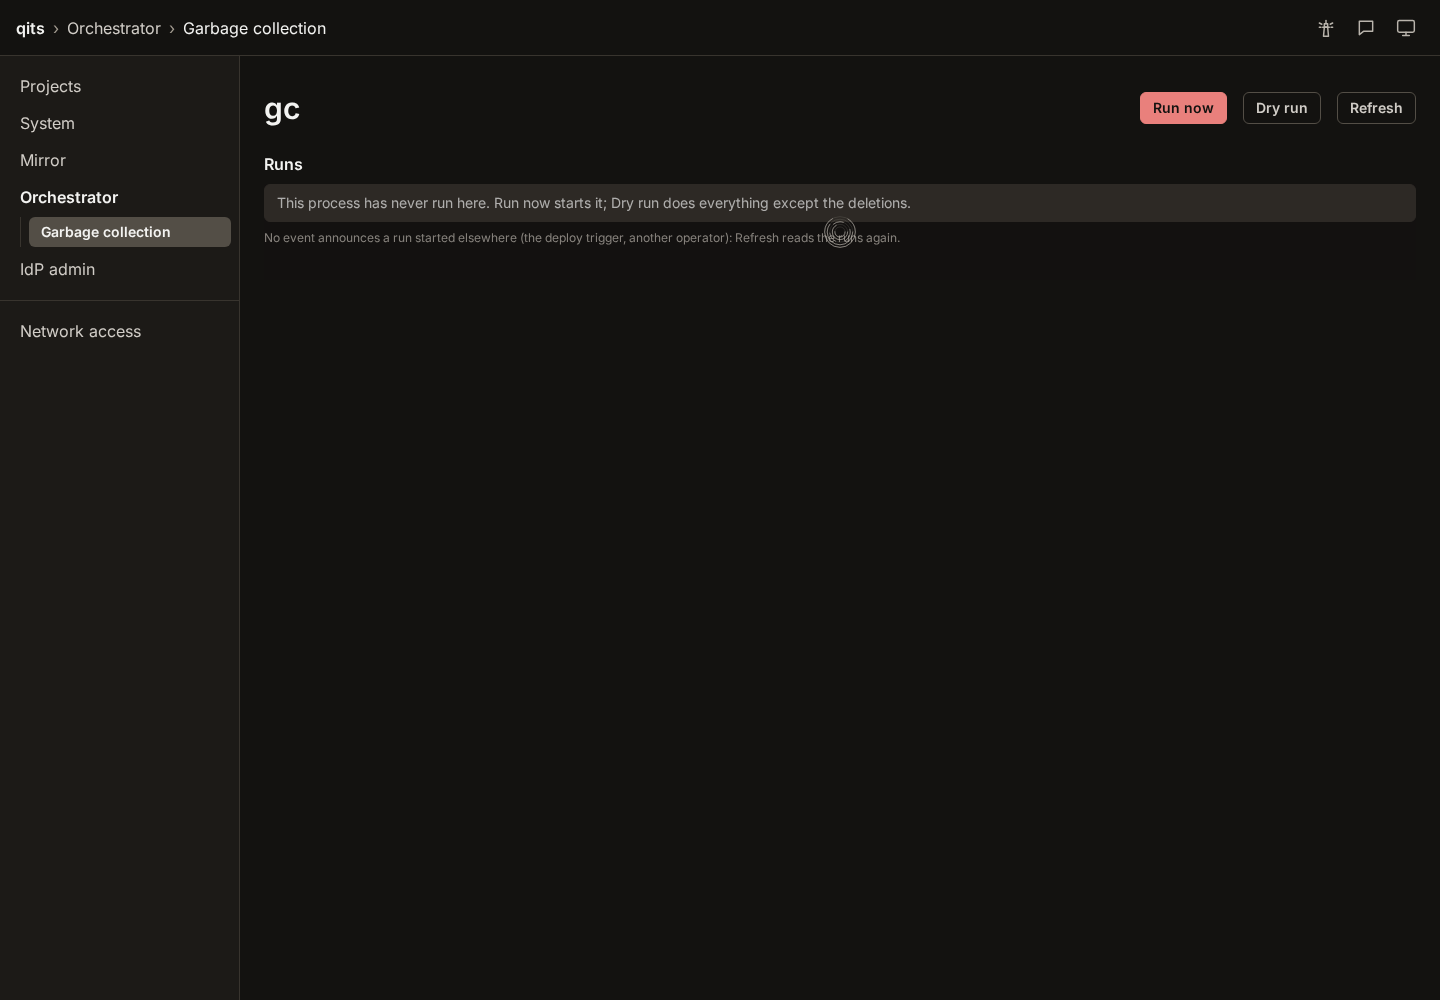 qits › Orchestrator › Garbage collection
Projects
System
Mirror
Orchestrator
Garbage collection
IdP admin
Network access
gc
Run now
Dry run
Refresh
Runs
This process has never run here. Run now starts it; Dry run does everything except the deletions.
No event announces a run started elsewhere (the deploy trigger, another operator): Refresh reads the runs again.